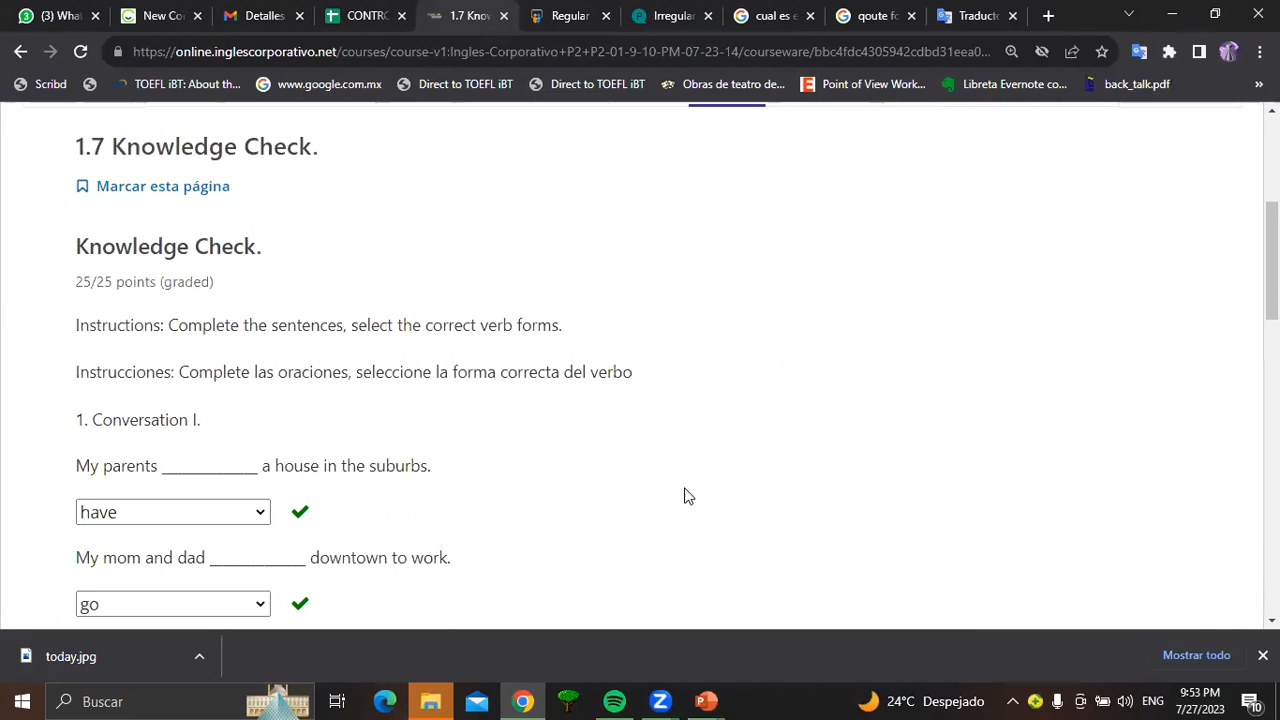 (3) What
New Co
Detalles
CONTRO
1.7 Know
Regular
Irregular
cual es e
qoute fo
Traducto
https://online.inglescorporativo.net/courses/course-v1:Ingles-Corporativo+P2+P2-01-9-10-PM-07-23-14/courseware/bbc4fdc4305942cdbd31eea0...
Scribd
TOEFL iBT: About th...
www.google.com.mx
Direct to TOEFL iBT
Direct to TOEFL iBT
Obras de teatro de...
Point of View Work...
Libreta Evernote co...
back_talk.pdf
»
1.7 Knowledge Check.
Marcar esta página
Knowledge Check.
25/25 points (graded)
Instructions: Complete the sentences, select the correct verb forms.
Instrucciones: Complete las oraciones, seleccione la forma correcta del verbo
1. Conversation I.
My parents ____________ a house in the suburbs.
have
My mom and dad ____________ downtown to work.
go
today.jpg
Mostrar todo
Buscar
24°C Despejado
ENG
9:53 PM
7/27/2023
10